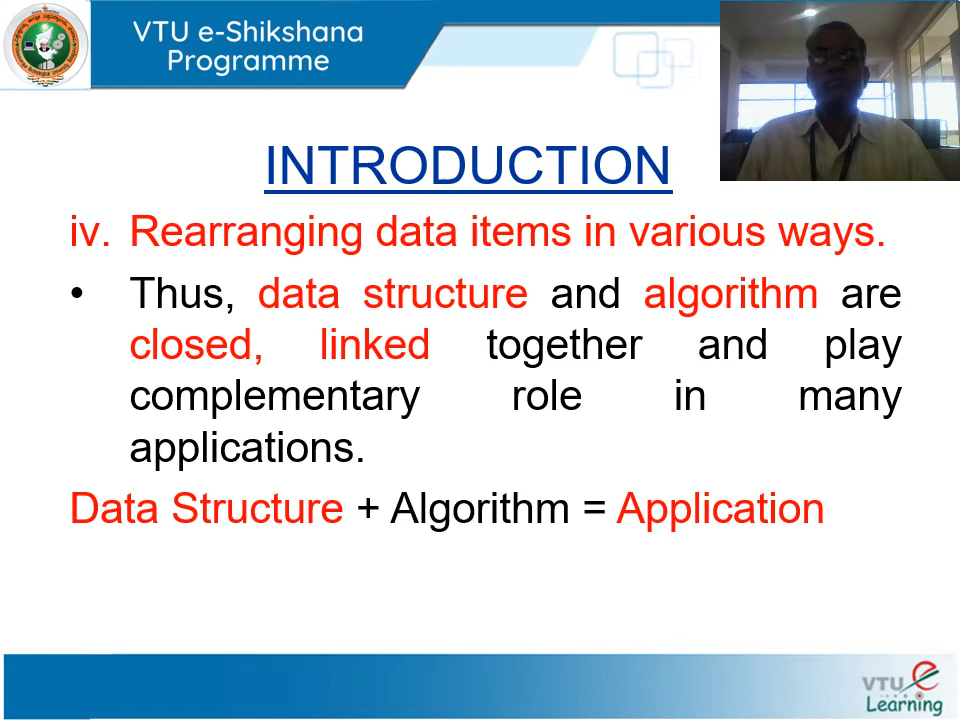 VTU e-Shikshana
Programme
INTRODUCTION
iv. Rearranging data items in various ways.
• Thus, data structure and algorithm are
closed, linked together and play
complementary role in many
applications.
Data Structure + Algorithm = Application
VTU e
Learning